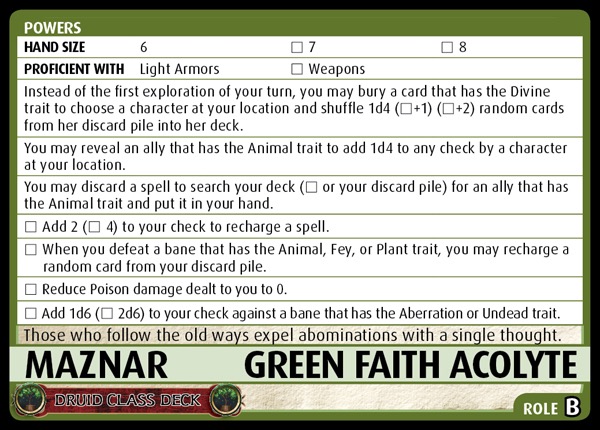 POWERS
HAND SIZE 6 □ 7 □ 8
PROFICIENT WITH Light Armors □ Weapons
Instead of the first exploration of your turn, you may bury a card that has the Divine
trait to choose a character at your location and shuffle 1d4 (□+1) (□+2) random cards
from her discard pile into her deck.
You may reveal an ally that has the Animal trait to add 1d4 to any check by a character
at your location.
You may discard a spell to search your deck (□ or your discard pile) for an ally that has
the Animal trait and put it in your hand.
□ Add 2 (□ 4) to your check to recharge a spell.
□ When you defeat a bane that has the Animal, Fey, or Plant trait, you may recharge a
random card from your discard pile.
□ Reduce Poison damage dealt to you to 0.
□ Add 1d6 (□ 2d6) to your check against a bane that has the Aberration or Undead trait.
Those who follow the old ways expel abominations with a single thought.
MAZNAR GREEN FAITH ACOLYTE
DRUID CLASS DECK
ROLE B